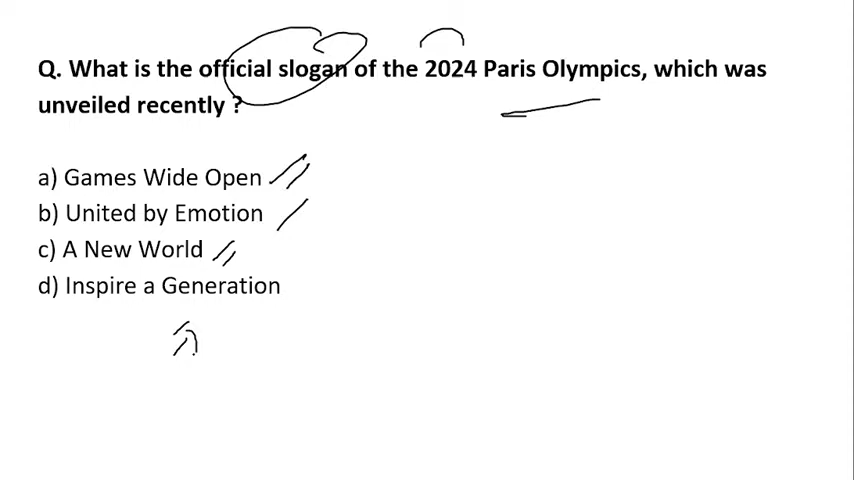 Q. What is the official slogan of the 2024 Paris Olympics, which was
unveiled recently ?
a) Games Wide Open
b) United by Emotion
c) A New World
d) Inspire a Generation